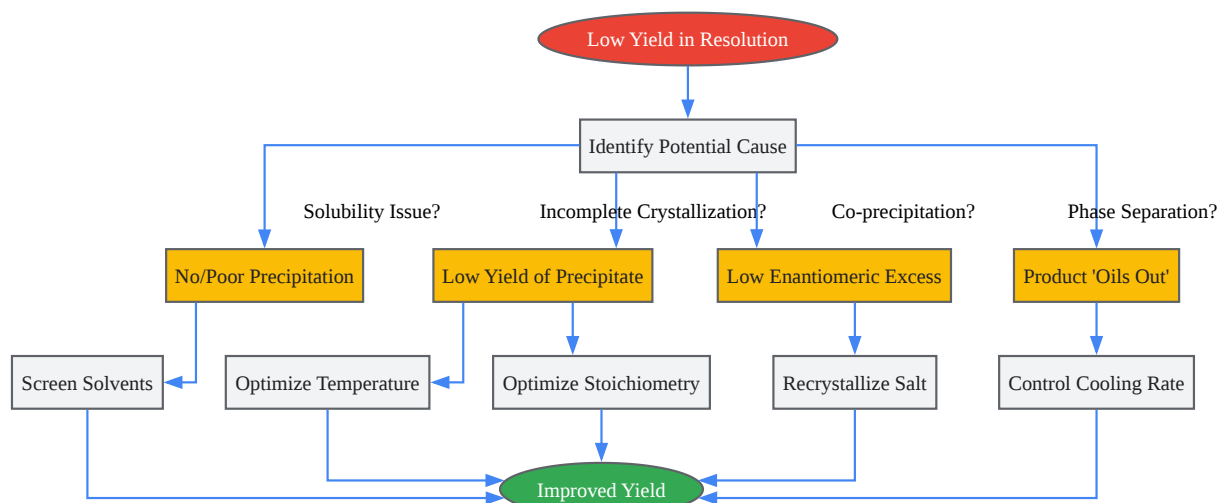 Low Yield in Resolution
Identify Potential Cause
Solubility Issue?
Incomplete Crystallization?
Co-precipitation?
Phase Separation?
No/Poor Precipitation
Low Yield of Precipitate
Low Enantiomeric Excess
Product 'Oils Out'
Screen Solvents
Optimize Temperature
Optimize Stoichiometry
Recrystallize Salt
Control Cooling Rate
Improved Yield